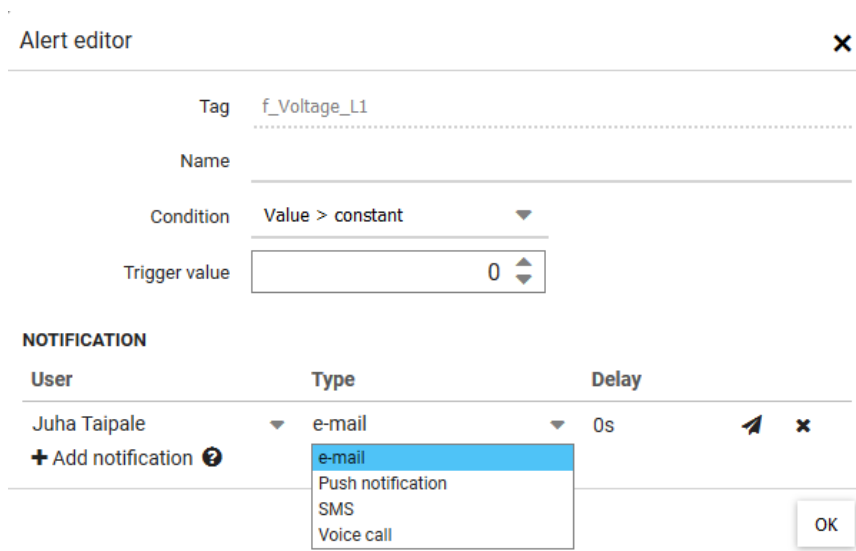 Alert editor
Tag f_Voltage_L1
Name
Condition Value > constant
Trigger value 0
NOTIFICATION
User Type Delay
Juha Taipale e-mail 0s
+ Add notification ?
e-mail
Push notification
SMS
Voice call
OK